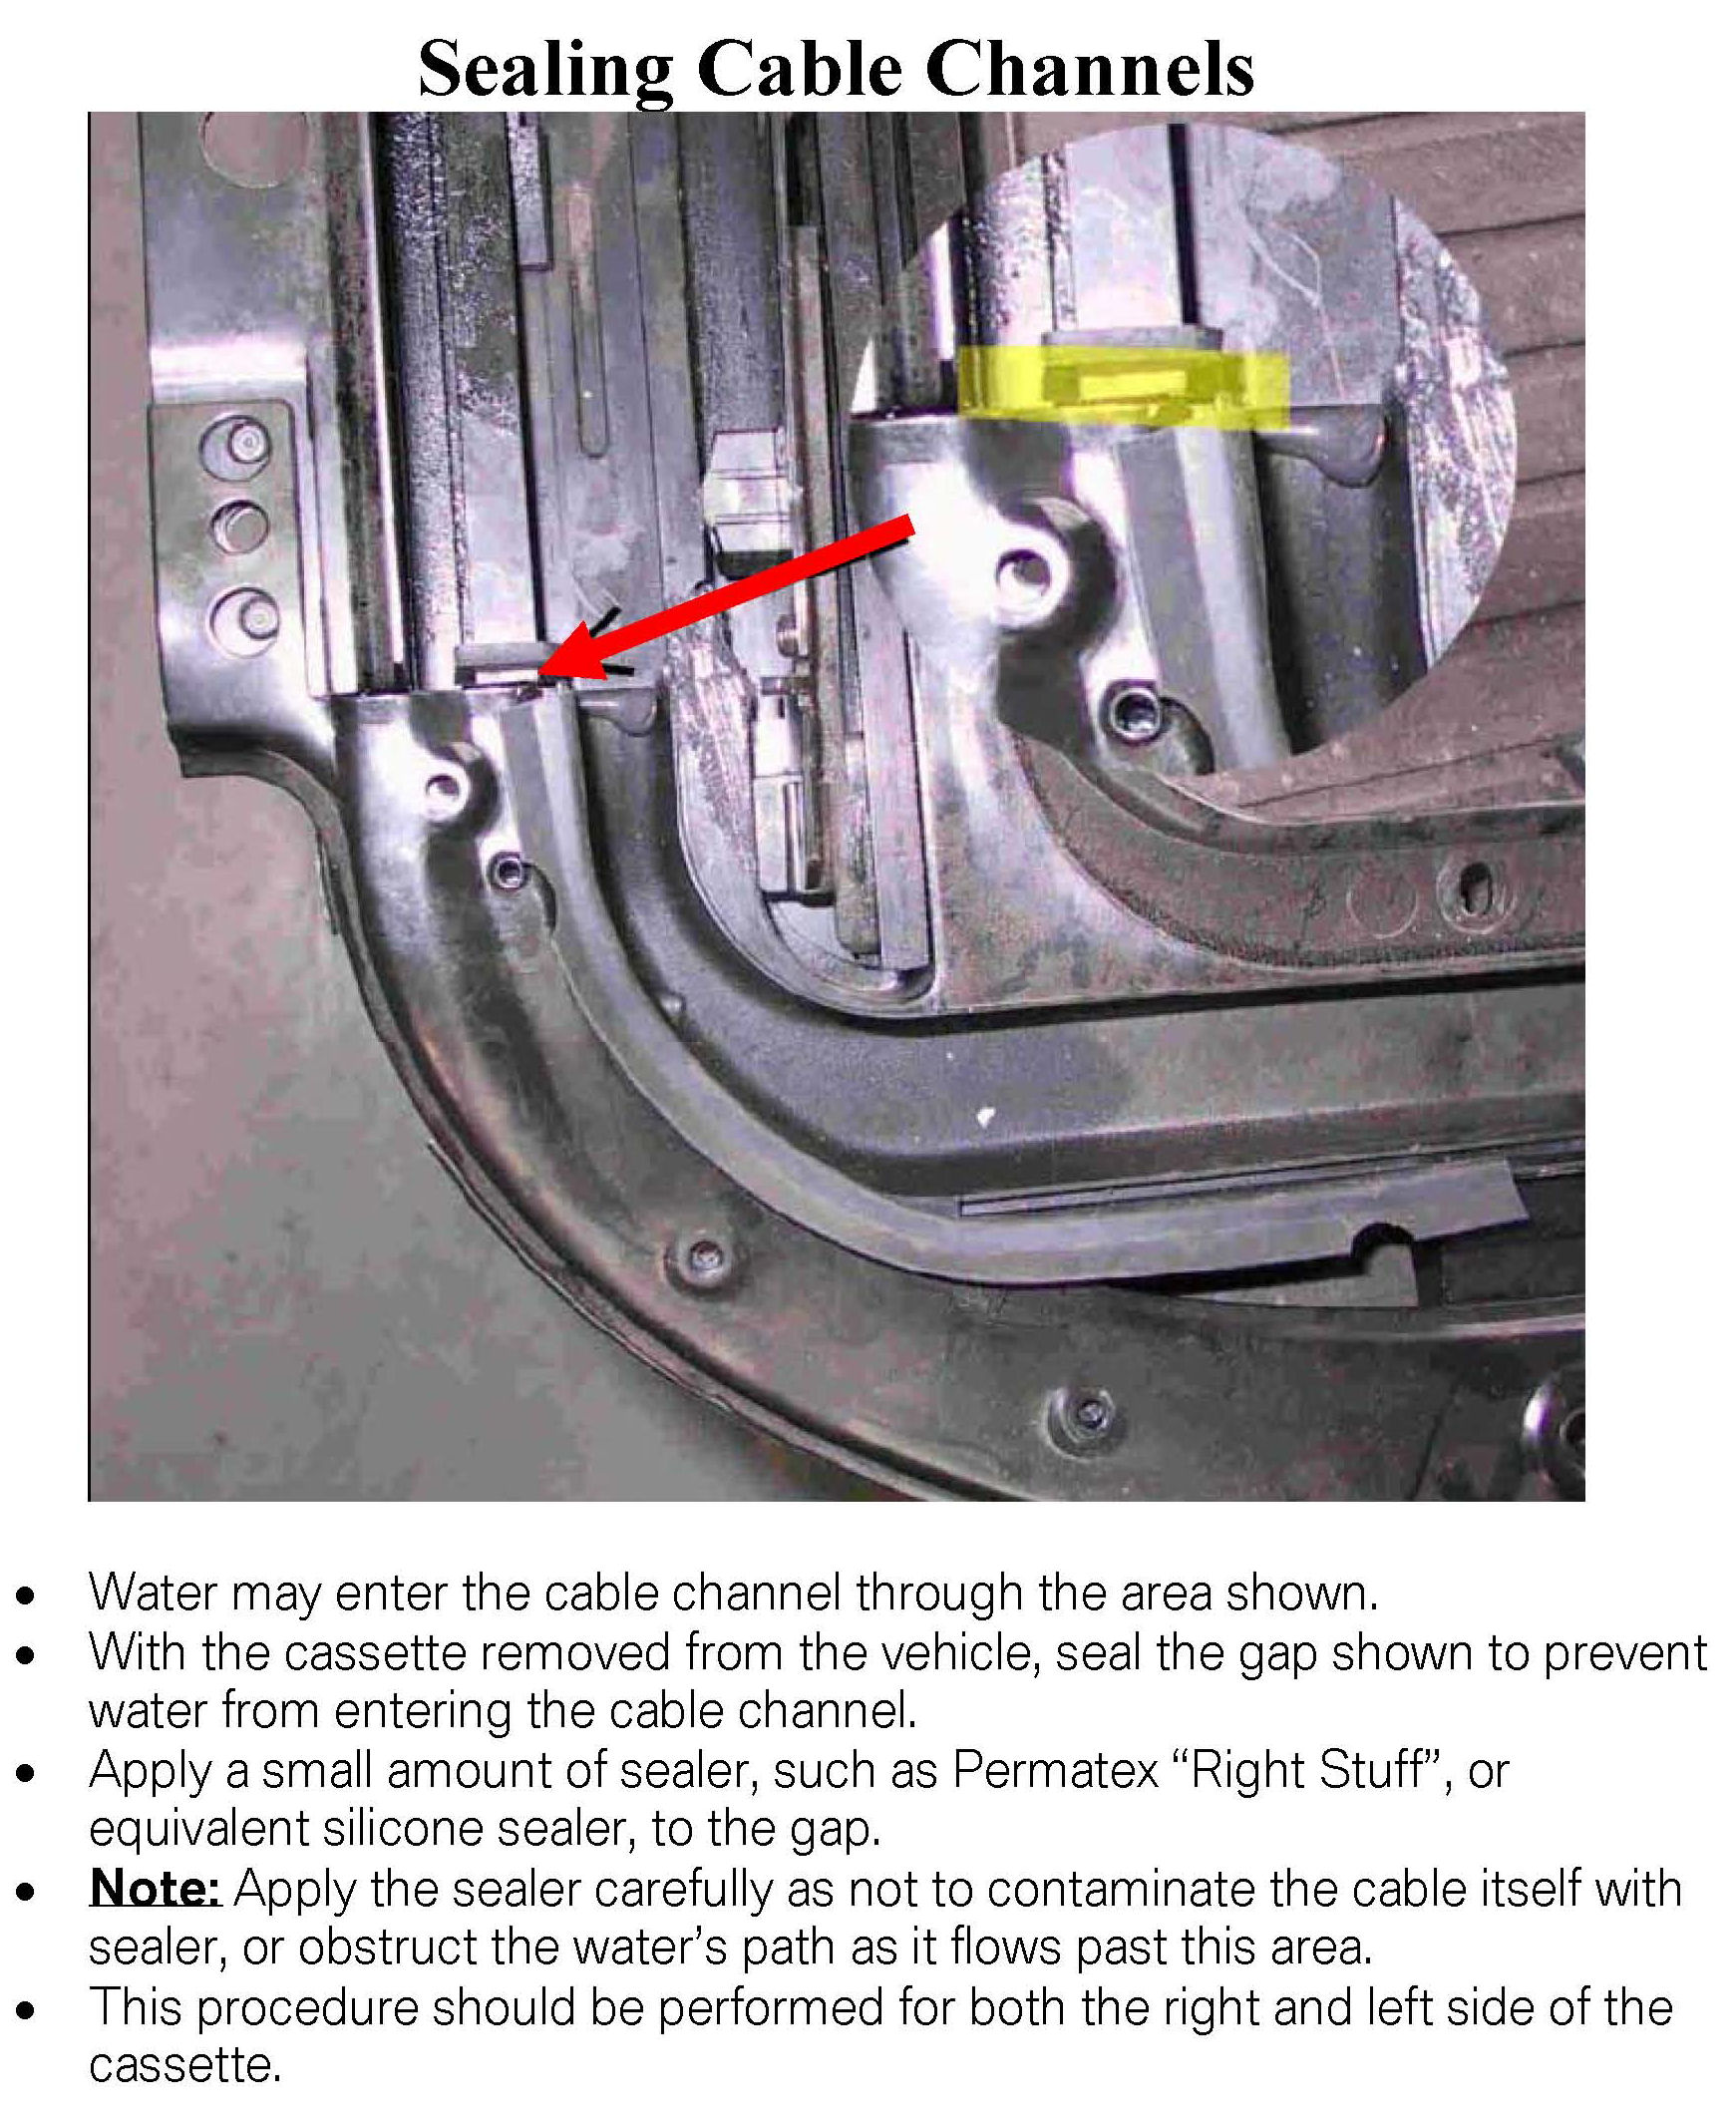 Sealing Cable Channels
• Water may enter the cable channel through the area shown.
• With the cassette removed from the vehicle, seal the gap shown to prevent
water from entering the cable channel.
• Apply a small amount of sealer, such as Permatex “Right Stuff”, or
equivalent silicone sealer, to the gap.
• Note: Apply the sealer carefully as not to contaminate the cable itself with
sealer, or obstruct the water’s path as it flows past this area.
• This procedure should be performed for both the right and left side of the
cassette.